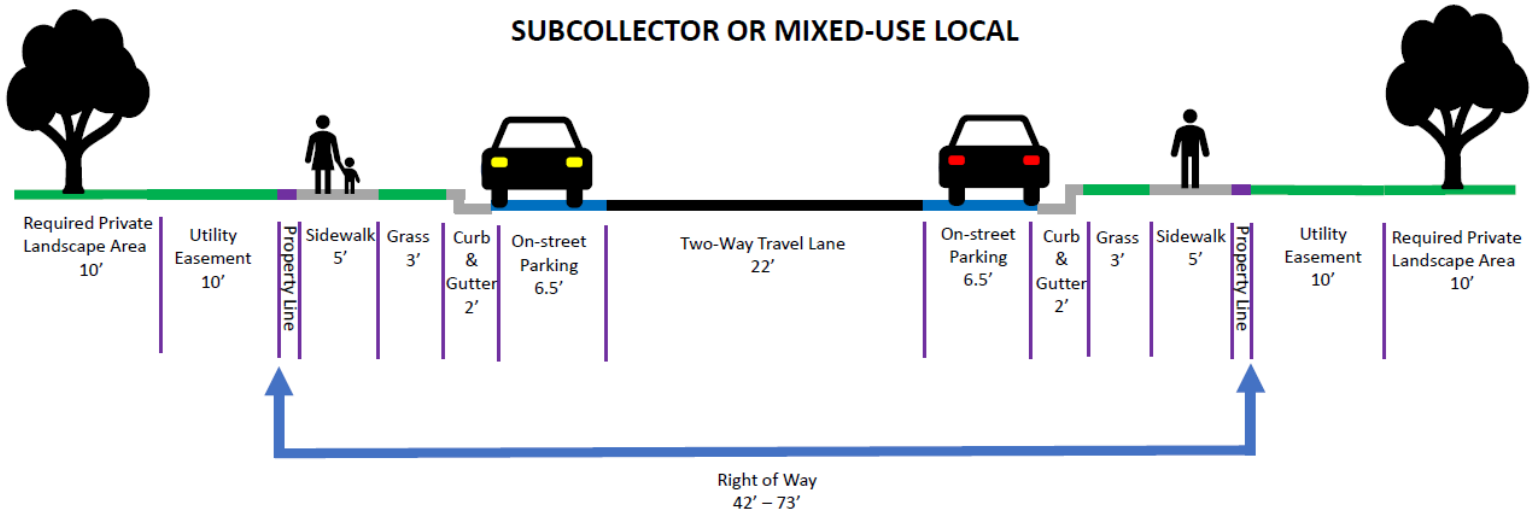 SUBCOLLECTOR OR MIXED-USE LOCAL
Required Private
Landscape Area
10'
Utility
Easement
10'
Property Line
Sidewalk
5'
Grass
3'
Curb
&
Gutter
2'
On-street
Parking
6.5'
Two-Way Travel Lane
22'
On-street
Parking
6.5'
Curb
&
Gutter
2'
Grass
3'
Sidewalk
5'
Property Line
Utility
Easement
10'
Required Private
Landscape Area
10'
Right of Way
42' – 73'